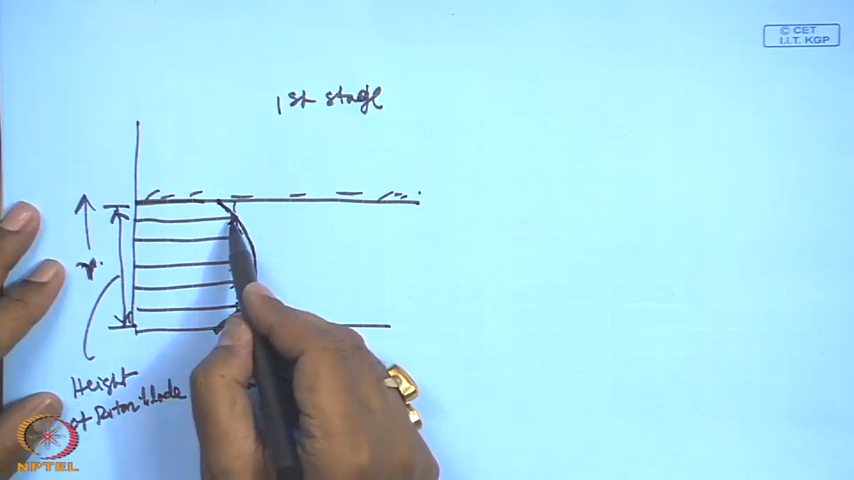 © CET
I.I.T. KGP
1st stage
r
Height
of Rotor blade
NPTEL